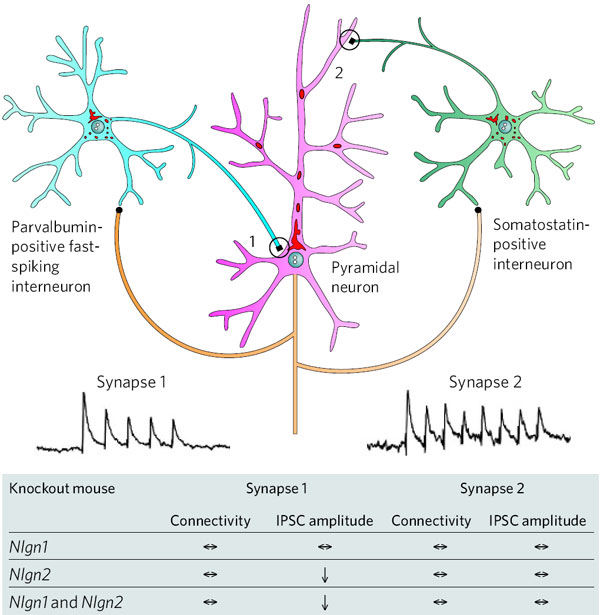 2
1
Parvalbumin-
positive fast-
spiking
interneuron
Pyramidal
neuron
Somatostatin-
positive
interneuron
Synapse 1
Synapse 2
Knockout mouse Synapse 1 Synapse 2
Connectivity IPSC amplitude Connectivity IPSC amplitude
Nlgn1 ↔ ↔ ↔ ↔
Nlgn2 ↔ ↓ ↔ ↔
Nlgn1 and Nlgn2 ↔ ↓ ↔ ↔